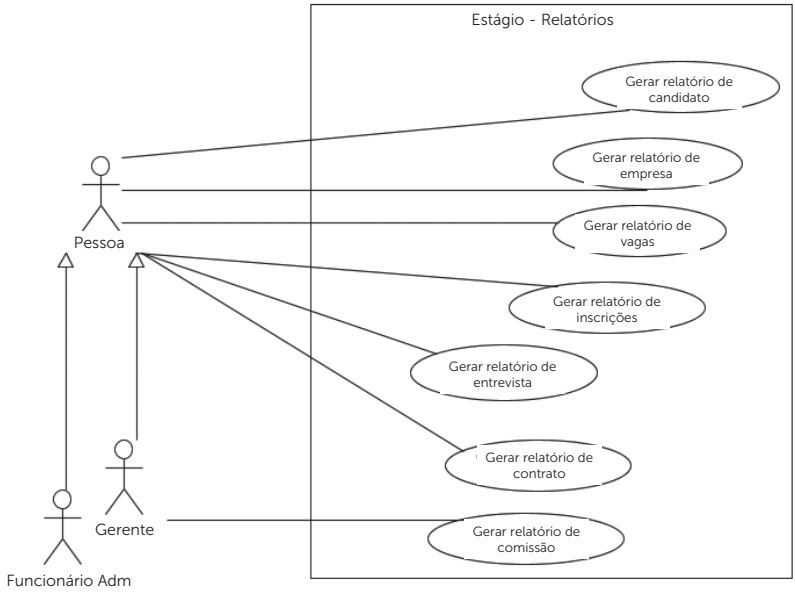 Estágio - Relatórios
Gerar relatório de
candidato
Gerar relatório de
empresa
Gerar relatório de
vagas
Pessoa
Gerar relatório de
inscrições
Gerar relatório de
entrevista
Gerar relatório de
contrato
Gerente
Gerar relatório de
comissão
Funcionário Adm